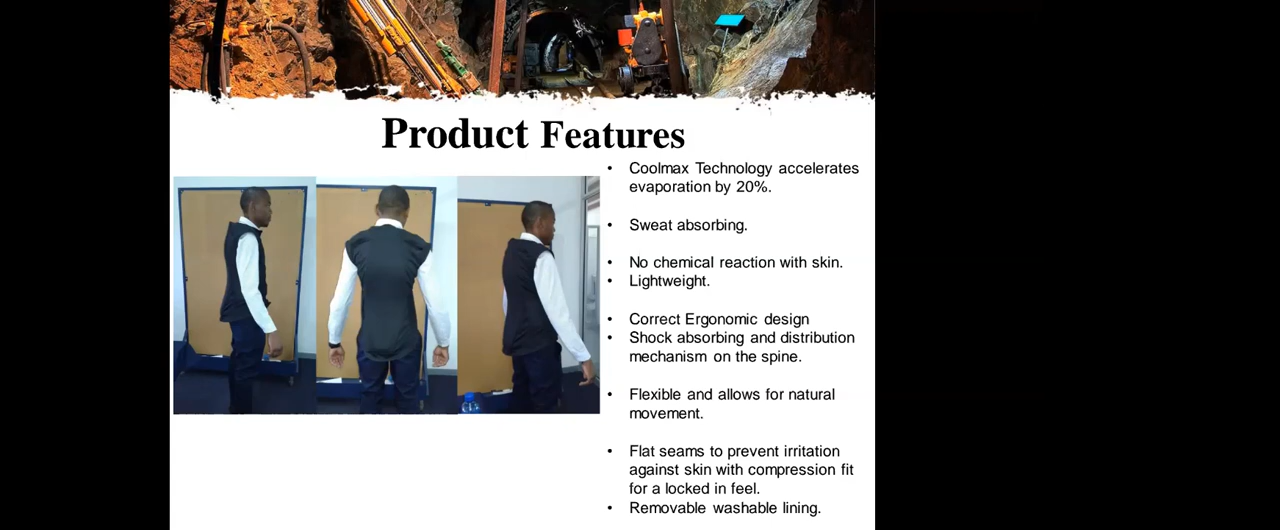 Product Features
• Coolmax Technology accelerates
evaporation by 20%.
• Sweat absorbing.
• No chemical reaction with skin.
• Lightweight.
• Correct Ergonomic design
• Shock absorbing and distribution
mechanism on the spine.
• Flexible and allows for natural
movement.
• Flat seams to prevent irritation
against skin with compression fit
for a locked in feel.
• Removable washable lining.